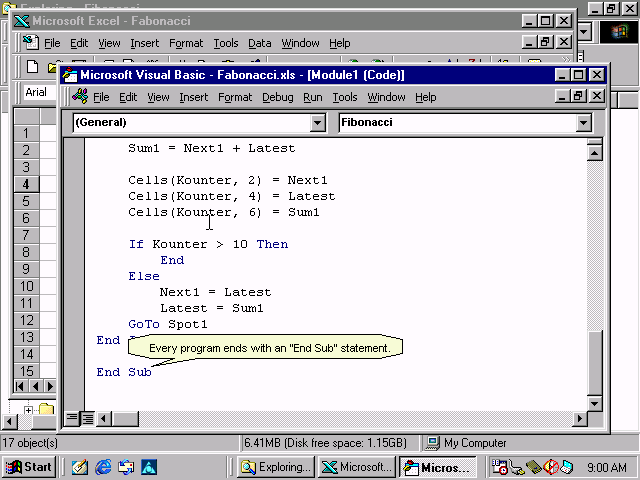 Exploring - Fibonacci
Microsoft Excel - Fabonacci
File Edit View Insert Cells Format Tools Data Window Help
Arial
Microsoft Visual Basic - Fabonacci.xls - [Module1 (Code)]
File Edit View Insert Format Debug Run Tools Window Help
(General) Fibonacci
1
2
3
4
5
6
7
8
9
10
11
12
13
14
15
Sum1 = Next1 + Latest
Cells(Kounter, 2) = Next1
Cells(Kounter, 4) = Latest
Cells(Kounter, 6) = Sum1
If Kounter > 10 Then
End
Else
Next1 = Latest
Latest = Sum1
GoTo Spot1
End
Every program ends with an "End Sub" statement.
End Sub
17 object(s) 6.41MB (Disk free space: 1.15GB) My Computer
Start Exploring... Microsoft... Micros... 9:00 AM